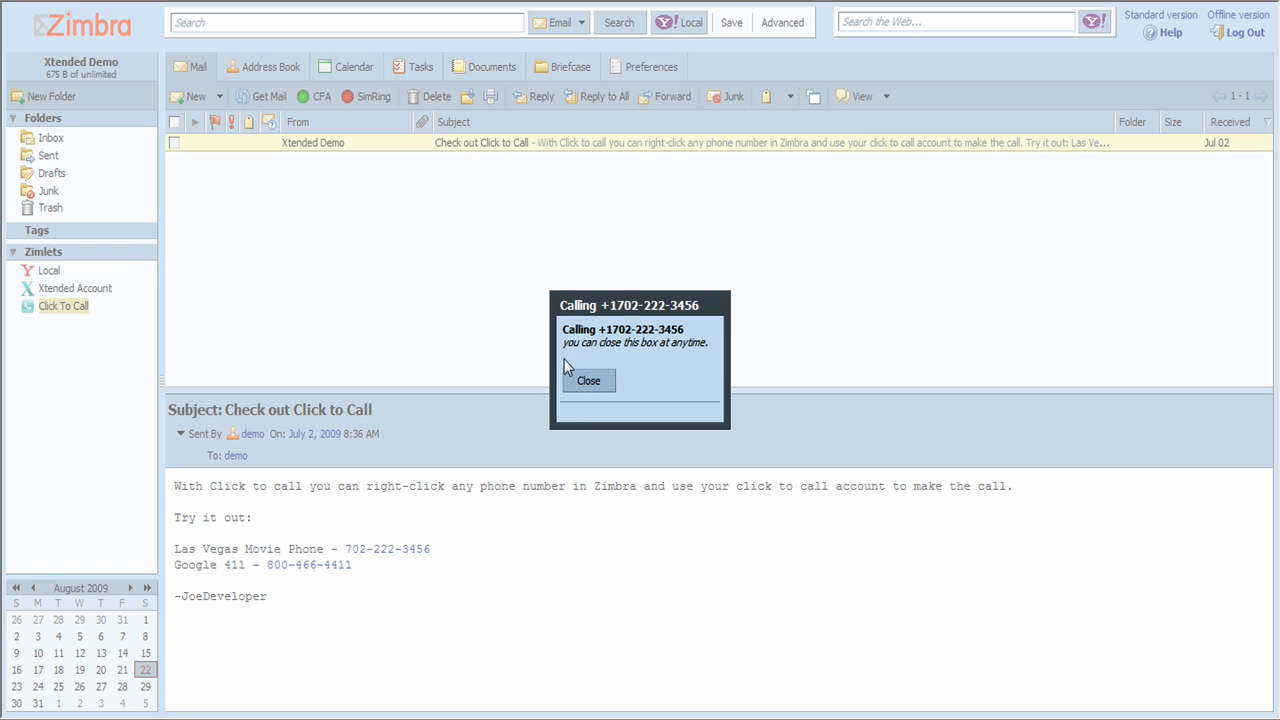 Zimbra
Search
Email
Search
Y! Local
Save
Advanced
Search the Web...
Y!
Standard version
Offline version
Help
Log Out
Xtended Demo
675 B of unlimited
Mail
Address Book
Calendar
Tasks
Documents
Briefcase
Preferences
New Folder
New
Get Mail
CFA
SimRing
Delete
Reply
Reply to All
Forward
Junk
View
1 - 1
Folders
From
Subject
Folder
Size
Received
Xtended Demo
Check out Click to Call - With Click to call you can right-click any phone number in Zimbra and use your click to call account to make the call. Try it out: Las Ve...
Jul 02
Inbox
Sent
Drafts
Junk
Trash
Tags
Zimlets
Local
Xtended Account
Click To Call
Calling +1702-222-3456
Calling +1702-222-3456
you can close this box at anytime.
Close
Subject: Check out Click to Call
Sent By demo On: July 2, 2009 8:36 AM
To: demo
With Click to call you can right-click any phone number in Zimbra and use your click to call account to make the call.
Try it out:
Las Vegas Movie Phone - 702-222-3456
Google 411 - 800-466-4411
-JoeDeveloper
August 2009
S M T W T F S
26 27 28 29 30 31 1
2 3 4 5 6 7 8
9 10 11 12 13 14 15
16 17 18 19 20 21 22
23 24 25 26 27 28 29
30 31 1 2 3 4 5